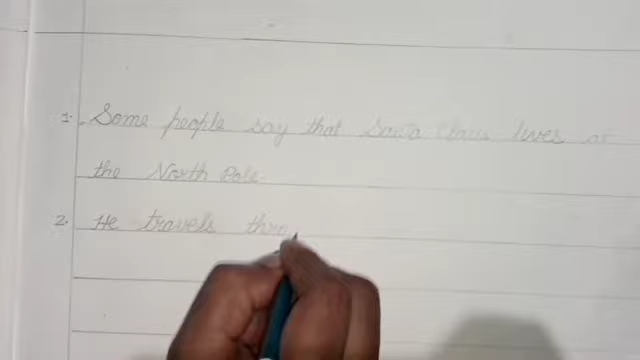 1. Some people say that Santa Claus lives at
the North Pole.
2. He travels thro